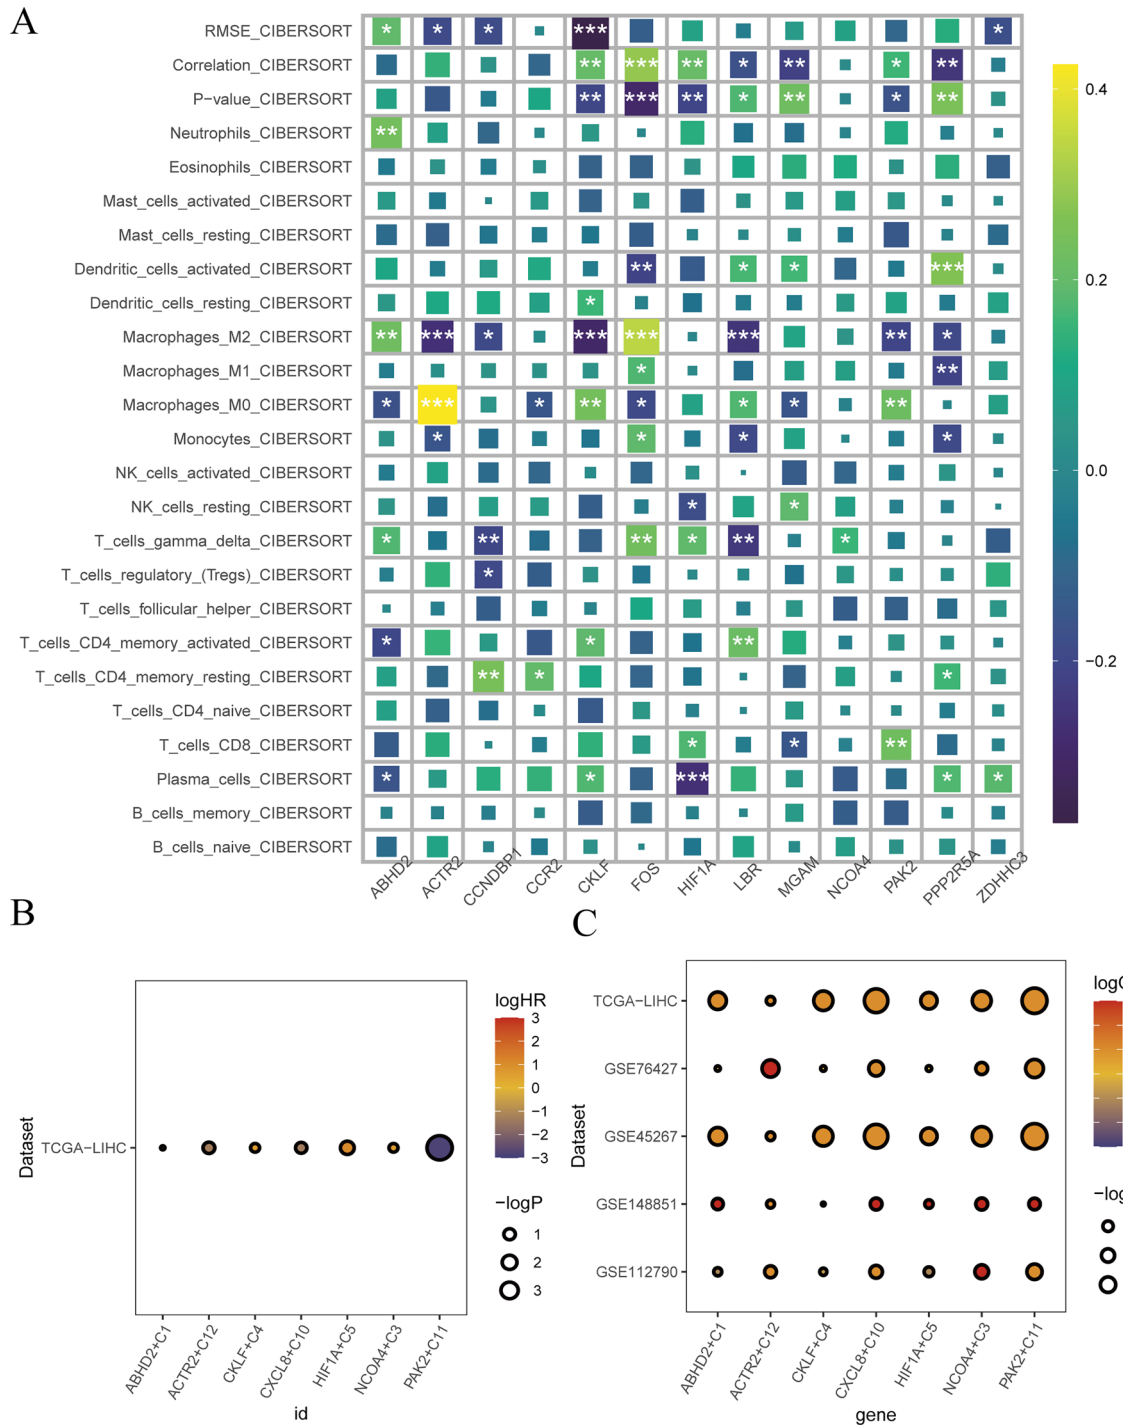 A
RMSE_CIBERSORT * * * *** *
Correlation_CIBERSORT ** *** ** * ** * **
P−value_CIBERSORT ** *** ** * ** * **
Neutrophils_CIBERSORT **
Eosinophils_CIBERSORT
Mast_cells_activated_CIBERSORT
Mast_cells_resting_CIBERSORT
Dendritic_cells_activated_CIBERSORT ** * * ***
Dendritic_cells_resting_CIBERSORT *
Macrophages_M2_CIBERSORT ** *** * *** *** *** ** *
Macrophages_M1_CIBERSORT * **
Macrophages_M0_CIBERSORT * *** * ** * * * **
Monocytes_CIBERSORT * * * *
NK_cells_activated_CIBERSORT
NK_cells_resting_CIBERSORT * *
T_cells_gamma_delta_CIBERSORT * ** ** * ** *
T_cells_regulatory_(Tregs)_CIBERSORT *
T_cells_follicular_helper_CIBERSORT
T_cells_CD4_memory_activated_CIBERSORT * * **
T_cells_CD4_memory_resting_CIBERSORT ** * *
T_cells_CD4_naive_CIBERSORT
T_cells_CD8_CIBERSORT * * **
Plasma_cells_CIBERSORT * * *** * *
B_cells_memory_CIBERSORT
B_cells_naive_CIBERSORT
ABHD2 ACTR2 CCNDBP1 CCR2 CKLF FOS HIF1A LBR MGAM NCOA4 PAK2 PPP2R5A ZDHHC3
0.4
0.2
0.0
−0.2
B
Dataset
TCGA−LIHC
ABHD2+C1 ACTR2+C12 CKLF+C4 CXCL8+C10 HIF1A+C5 NCOA4+C3 PAK2+C11
id
logHR
3
2
1
0
−1
−2
−3
−logP
1
2
3
C
Dataset
TCGA−LIHC
GSE76427
GSE45267
GSE148851
GSE112790
ABHD2+C1 ACTR2+C12 CKLF+C4 CXCL8+C10 HIF1A+C5 NCOA4+C3 PAK2+C11
gene